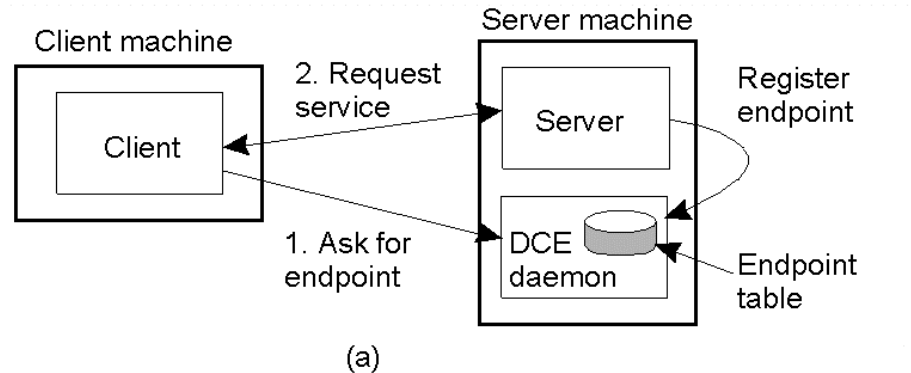 Client machine
Server machine
2. Request
service
Register
endpoint
Client
Server
1. Ask for
endpoint
DCE
daemon
Endpoint
table
(a)